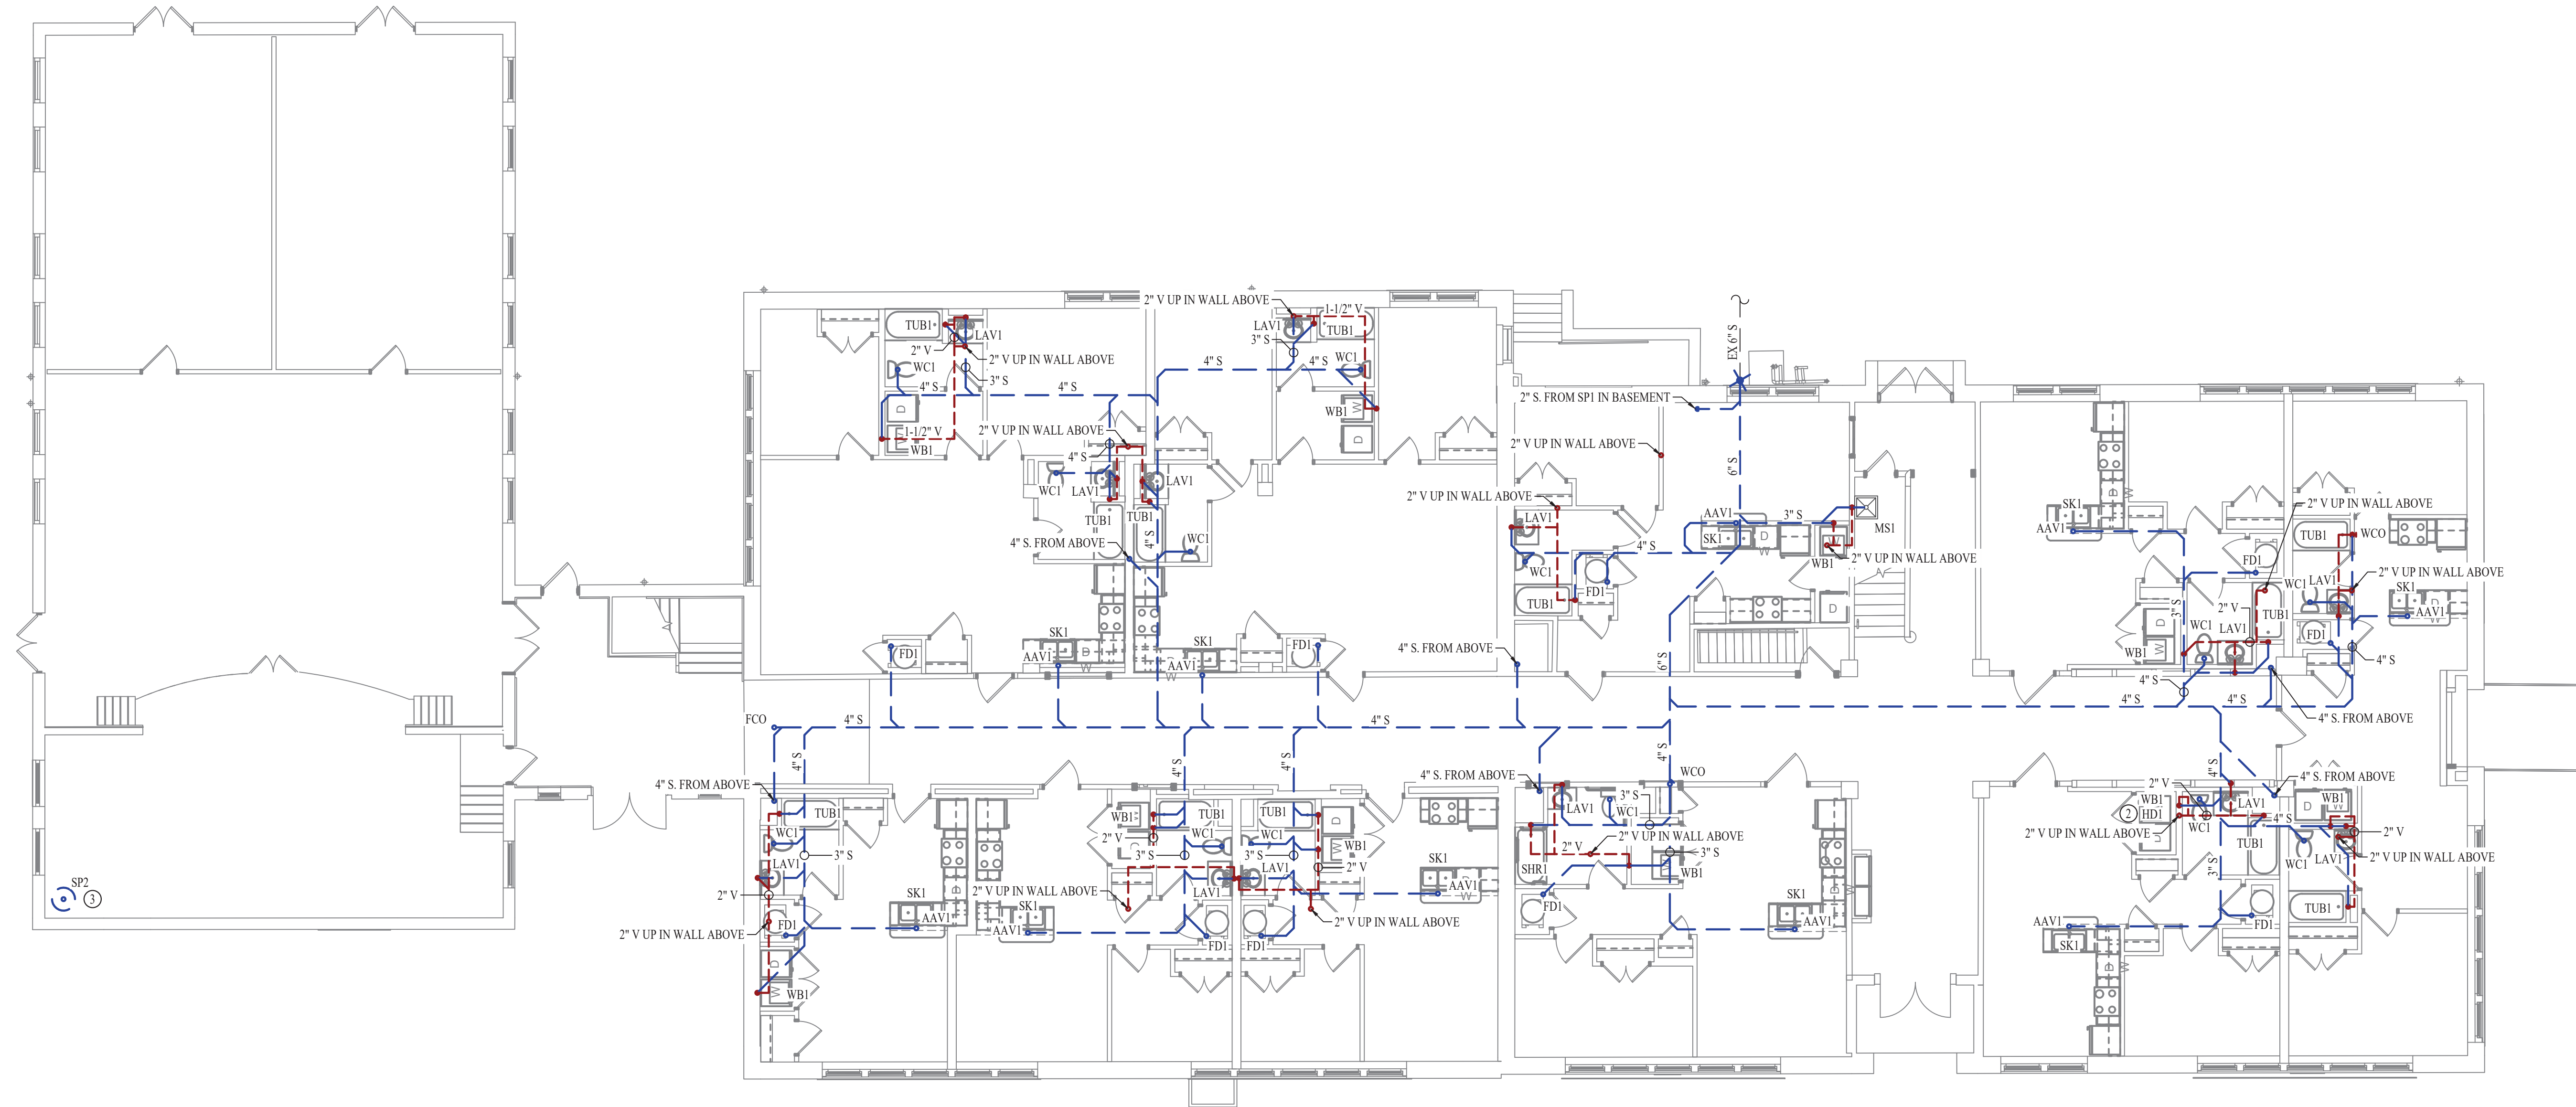 2" V UP IN WALL ABOVE
1-1/2" V
TUB1
LAV1
LAV1
TUB1
2" V
3" S
EX 6" S
2" V UP IN WALL ABOVE
WC1
4" S
4" S
WC1
3" S
4" S
4" S
2" S. FROM SP1 IN BASEMENT
D
WB1
W
1-1/2" V
W
WB1
2" V UP IN WALL ABOVE
D
2" V UP IN WALL ABOVE
4" S
6" S
WC1
LAV1
LAV1
2" V UP IN WALL ABOVE
TUB1
TUB1
LAV1
AAV1
3" S
MS1
SK1
AAV1
D
W
2" V UP IN WALL ABOVE
TUB1
WCO
4" S. FROM ABOVE
4" S
WC1
WC1
4" S
SK1
D
W
WB1
W
2" V UP IN WALL ABOVE
FD1
FD1
TUB1
D
WC1
LAV1
2" V UP IN WALL ABOVE
SK1
AAV1
3" S
2" V
TUB1
D
WC1
LAV1
FD1
WB1
W
4" S
SK1
D
W
AAV1
FD1
SK1
AAV1
D
W
FD1
4" S. FROM ABOVE
6" S
4" S
4" S
4" S
4" S. FROM ABOVE
FCO
4" S
4" S
4" S
4" S
4" S
4" S
4" S
4" S. FROM ABOVE
4" S. FROM ABOVE
WCO
4" S. FROM ABOVE
TUB1
WB1
TUB1
TUB1
D
LAV1
3" S
WC1
2" V
WB1
2
HD1
WC1
LAV1
D
WB1
W
4" S
WC1
3" S
2" V
WC1
3" S
WC1
3" S
WB1
W
2" V
2" V UP IN WALL ABOVE
2" V
3" S
2" V UP IN WALL ABOVE
TUB1
2" V
2" V UP IN WALL ABOVE
LAV1
LAV1
LAV1
SK1
AAV1
SHR1
WB1
3" S
WC1
LAV1
SP2
3
2" V
SK1
AAV1
D
2" V UP IN WALL ABOVE
SK1
AAV1
FD1
SK1
AAV1
D
W
TUB1
2" V UP IN WALL ABOVE
FD1
FD1
FD1
2" V UP IN WALL ABOVE
AAV1
SK1
FD1
D
W
D
W
WB1